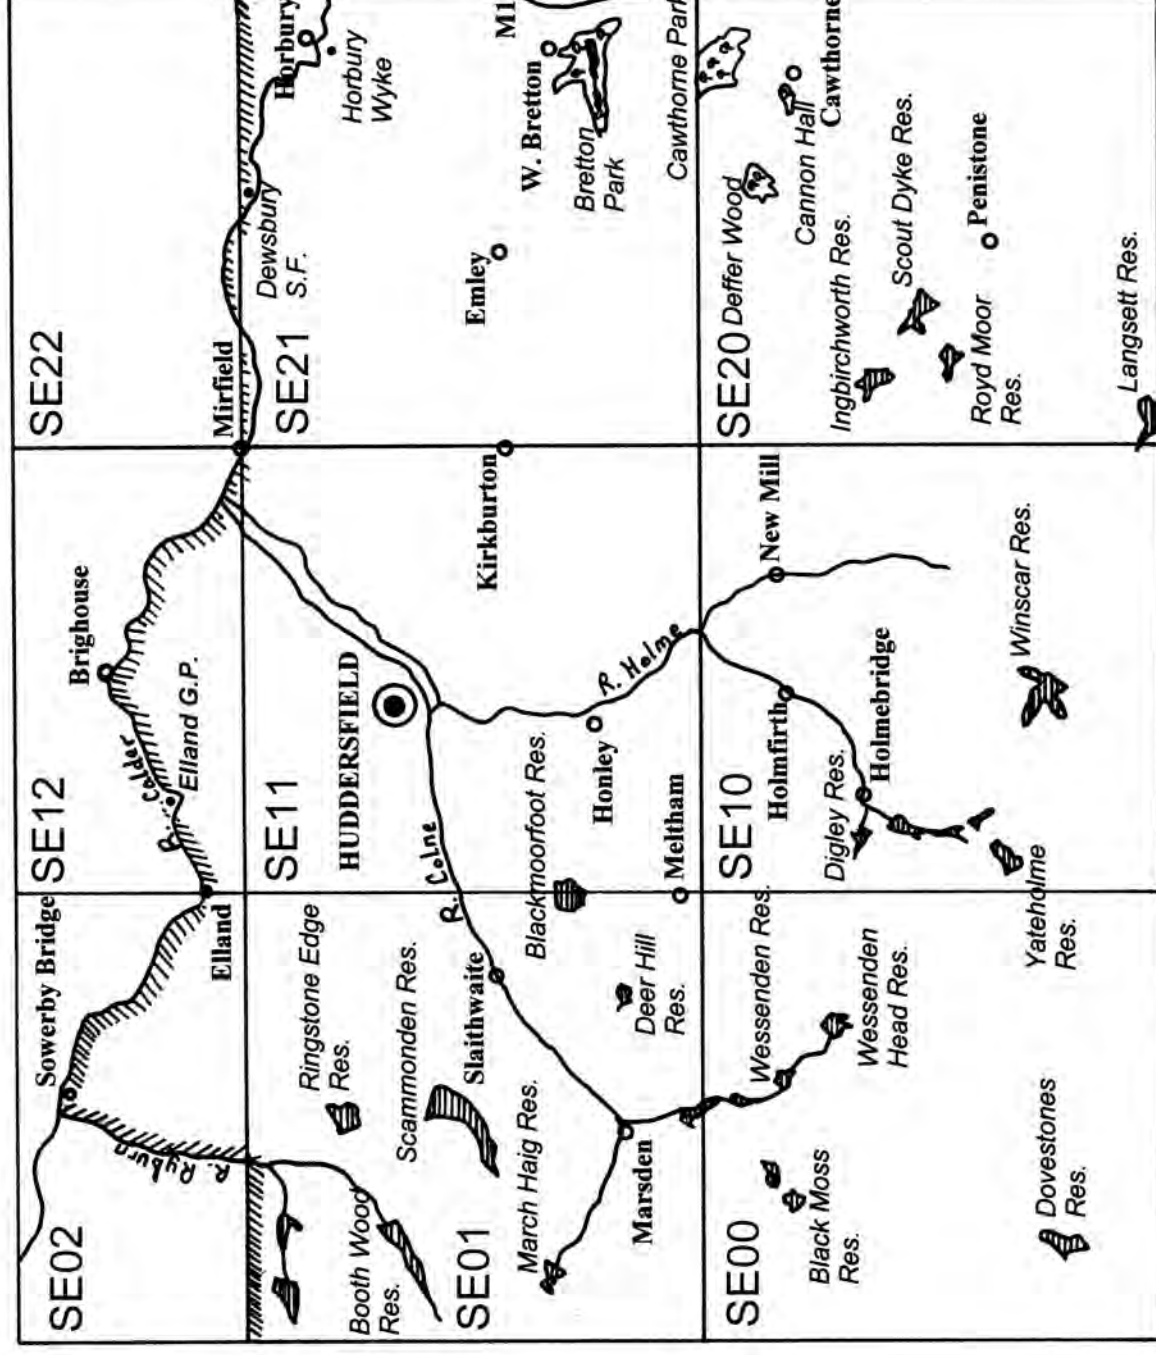 SE02
Sowerby Bridge
R. Ryburn
Elland
SE12
R. Calder
Elland G.P.
Brighouse
SE22
Mirfield
SE01
Booth Wood
Res.
Ringstone Edge
Res.
Scammonden Res.
Slaithwaite
March Haig Res.
Marsden
Deer Hill
Res.
SE11
HUDDERSFIELD
R. Colne
Blackmoorfoot Res.
Honley
R. Holme
Meltham
Kirkburton
SE21
Dewsbury
S.F.
Horbury
Horbury
Wyke
Emley
W. Bretton
M1
Bretton
Park
Cawthorne Par
SE00
Black Moss
Res.
Wessenden Res.
Wessenden
Head Res.
Dovestones
Res.
SE10
Holmfirth
Digley Res.
Holmebridge
New Mill
Yateholme
Res.
Winscar Res.
SE20
Deffer Wood
Cannon Hall
Cawthorne
Ingbirchworth Res.
Scout Dyke Res.
Royd Moor
Res.
Penistone
Langsett Res.